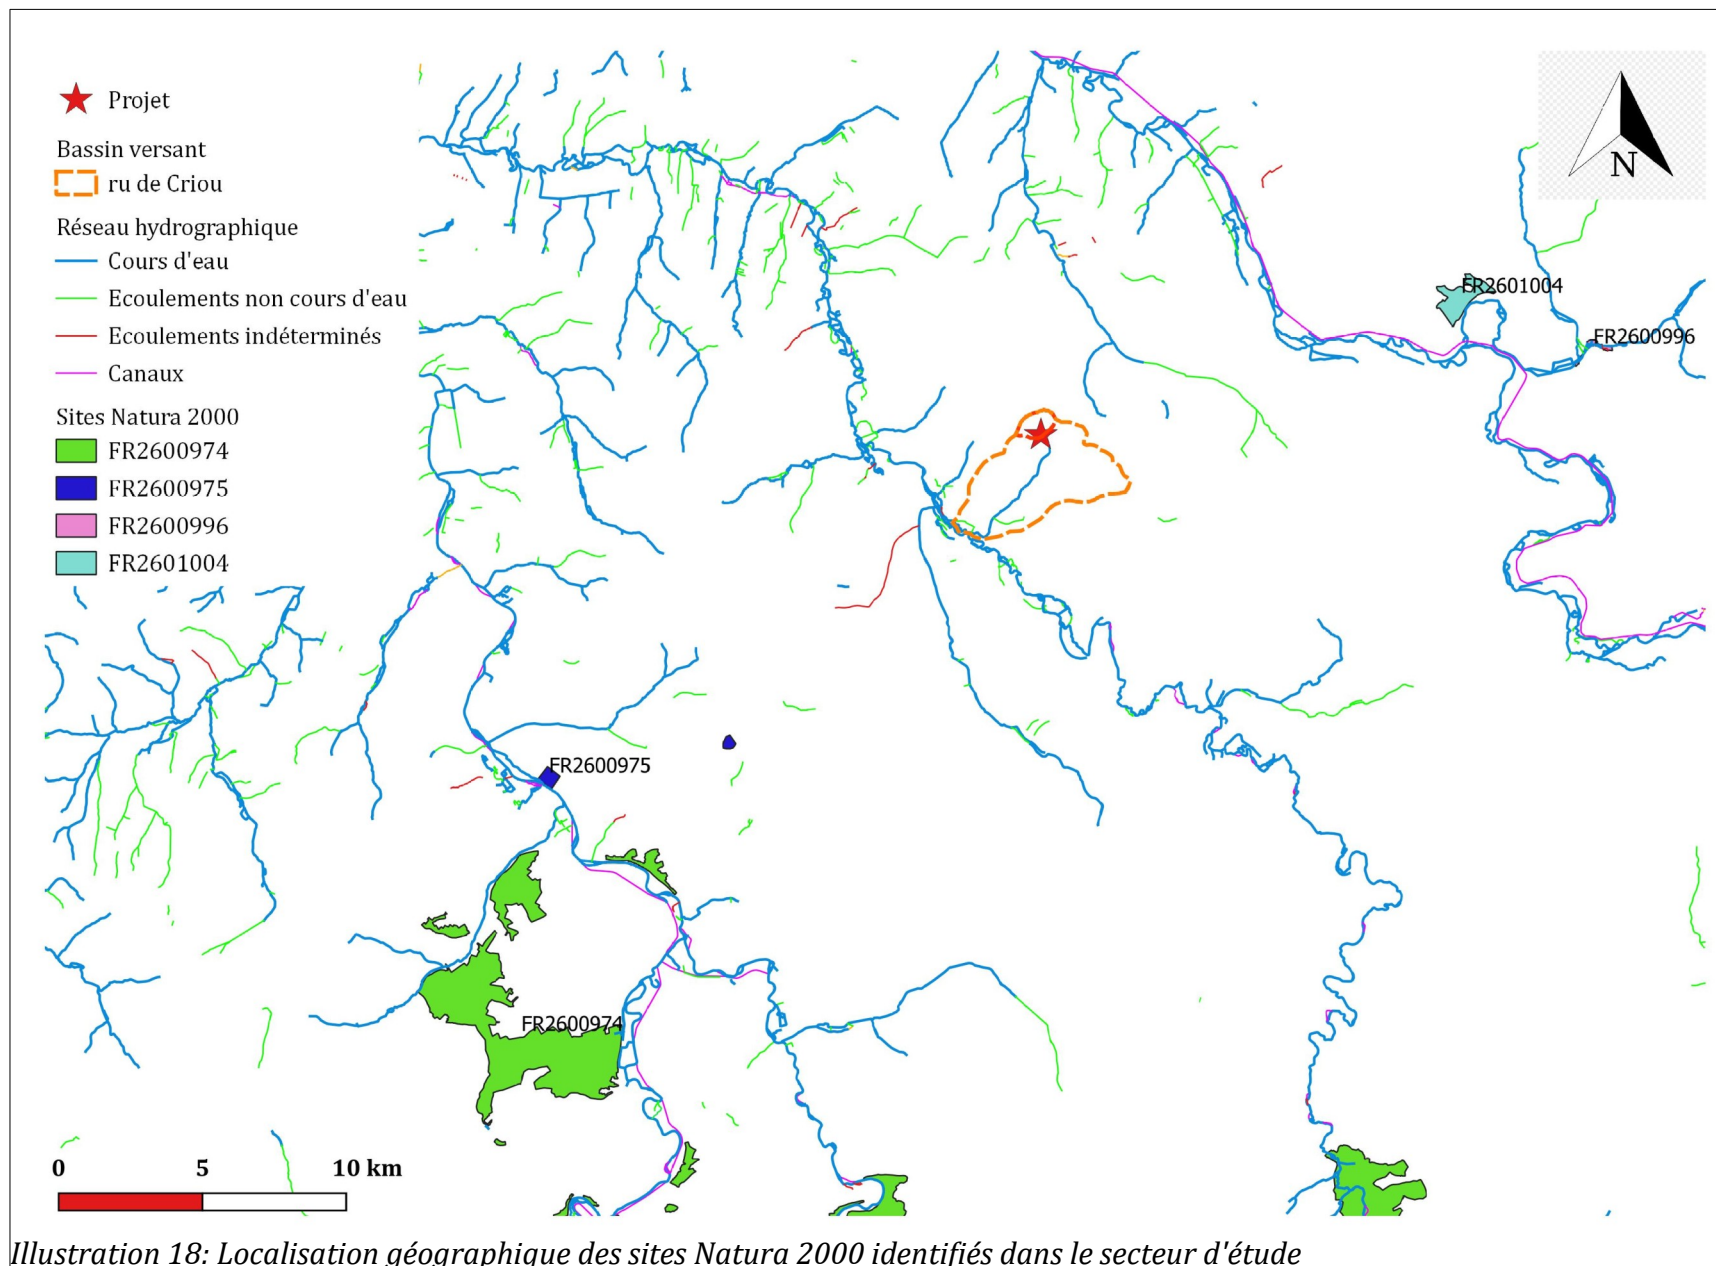 Projet
Bassin versant
ru de Criou
Réseau hydrographique
Cours d'eau
Ecoulements non cours d'eau
Ecoulements indéterminés
Canaux
Sites Natura 2000
FR2600974
FR2600975
FR2600996
FR2601004
N
FR2601004
FR2600996
FR2600975
FR2600974
0 5 10 km
Illustration 18: Localisation géographique des sites Natura 2000 identifiés dans le secteur d'étude